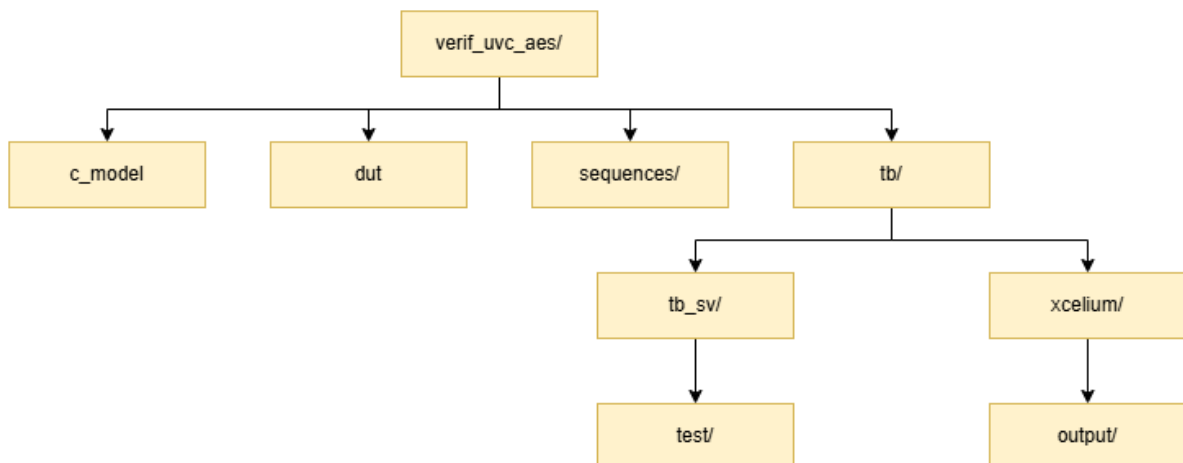 verif_uvc_aes/
c_model
dut
sequences/
tb/
tb_sv/
xcelium/
test/
output/